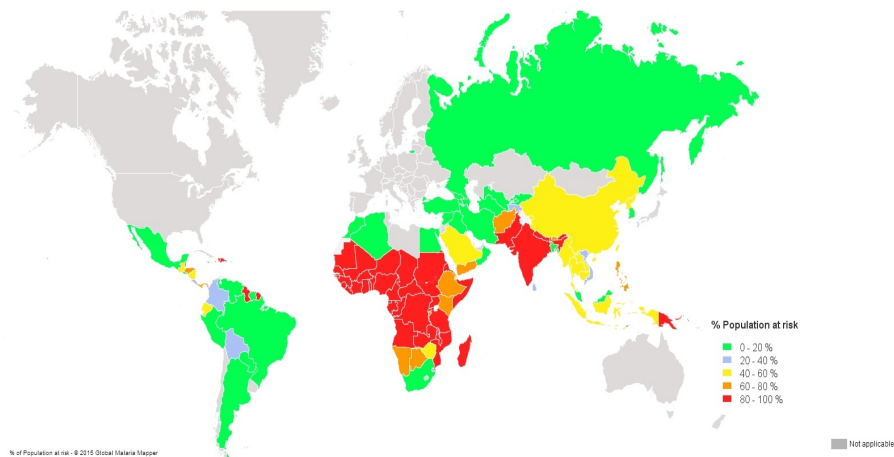 % Population at risk
0 - 20 %
20 - 40 %
40 - 60 %
60 - 80 %
80 - 100 %
Not applicable
% of Population at risk - © 2015 Global Malaria Mapper